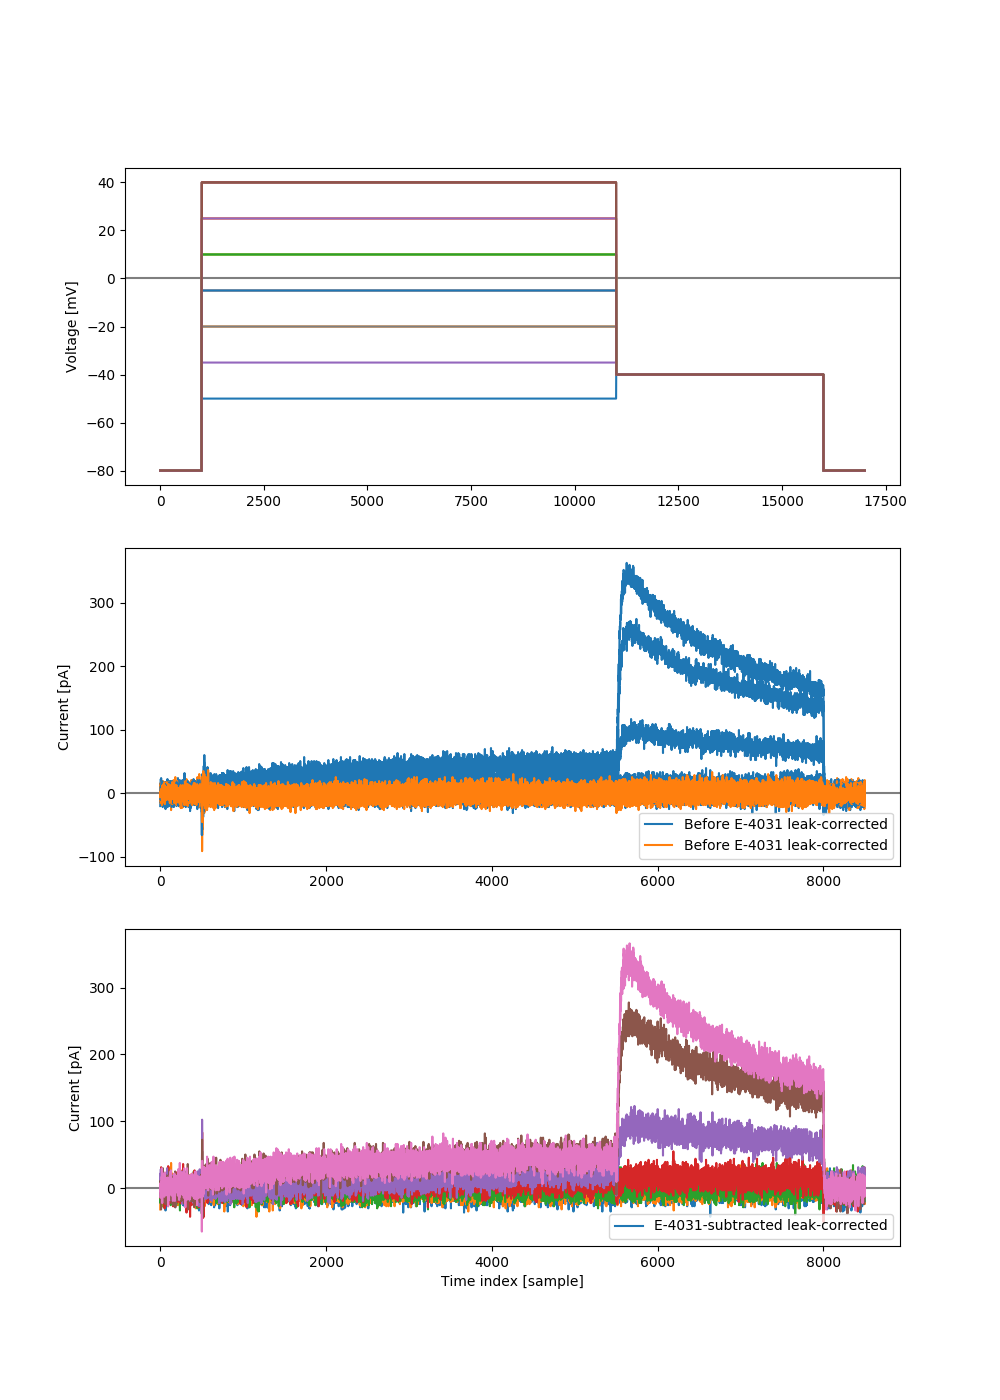 40
20
0
−20
−40
−60
−80
Voltage [mV]
0 2500 5000 7500 10000 12500 15000 17500
300
200
100
0
−100
Current [pA]
Before E-4031 leak-corrected
Before E-4031 leak-corrected
0 2000 4000 6000 8000
300
200
100
0
Current [pA]
E-4031-subtracted leak-corrected
0 2000 4000 6000 8000
Time index [sample]